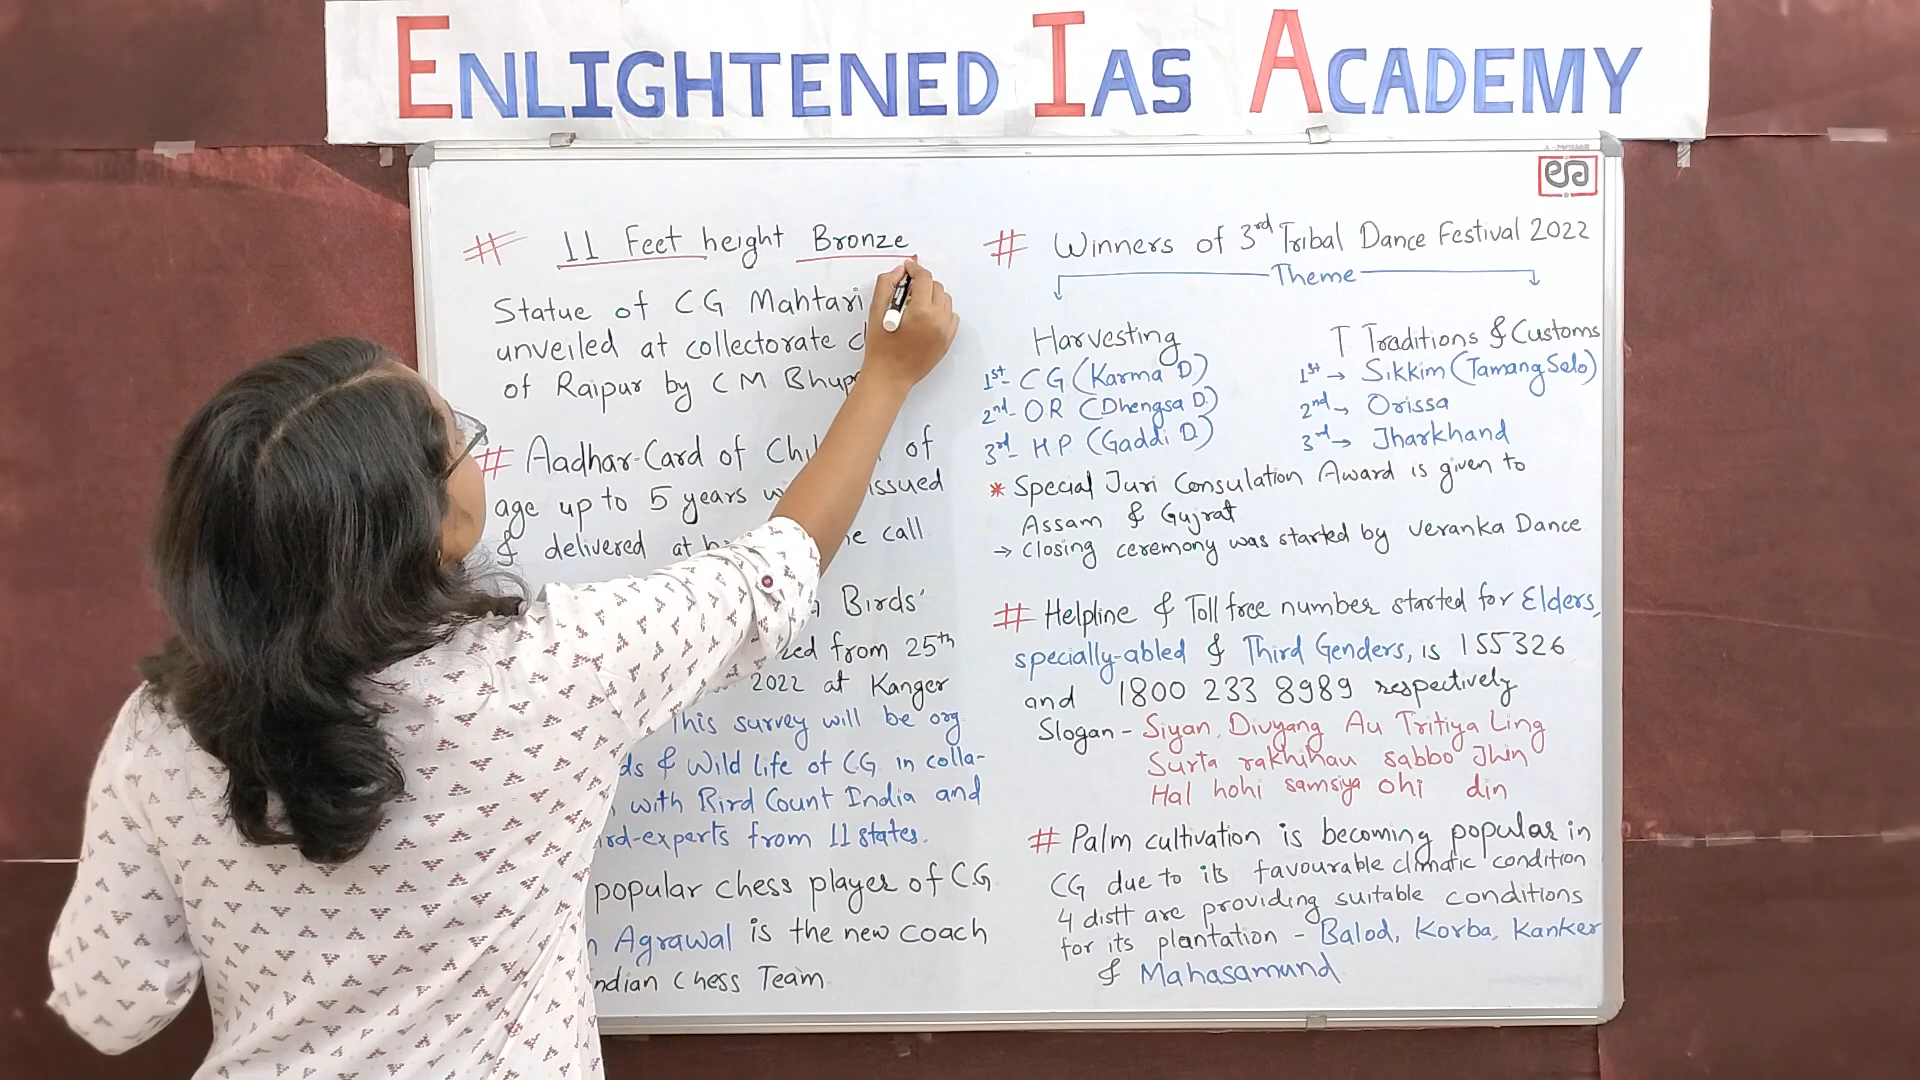 ENLIGHTENED IAS ACADEMY
# 11 Feet height Bronze
Statue of CG Mahtari
unveiled at collectorate
of Raipur by CM
# Aadhar-Card of of
age up to 5 years issued
& delivered at call
Birds'
from 25th
2022 at Kanger
This survey will be org
& Wild life of CG in colla-
with Bird Count India and
experts from 11 states.
popular chess player of CG
Agrawal is the new coach
Chess Team
# Winners of 3rd Tribal Dance Festival 2022
Theme
Harvesting
1st- CG (Karma D)
2nd- OR (Dhengsa D.)
3rd- HP (Gaddi D.)
T Traditions & Customs
1st → Sikkim (Tamang Selo)
2nd → Orissa
3rd → Jharkhand
* Special Juri Consulation Award is given to
Assam & Gujrat
→ Closing ceremony was started by Veranka Dance
# Helpline & Toll free number started for Elders,
specially-abled & Third Genders, is 155326
and 1800 233 8989 respectively
Slogan - Siyan, Divyang Au Tritiya Ling
Surta rakhihau sabbo Jhin
Hal hohi samsiya ohi din
# Palm cultivation is becoming popular in
CG due to its favourable climatic condition
4 distt are providing suitable conditions
for its plantation - Balod, Korba, Kanker
& Mahasamund